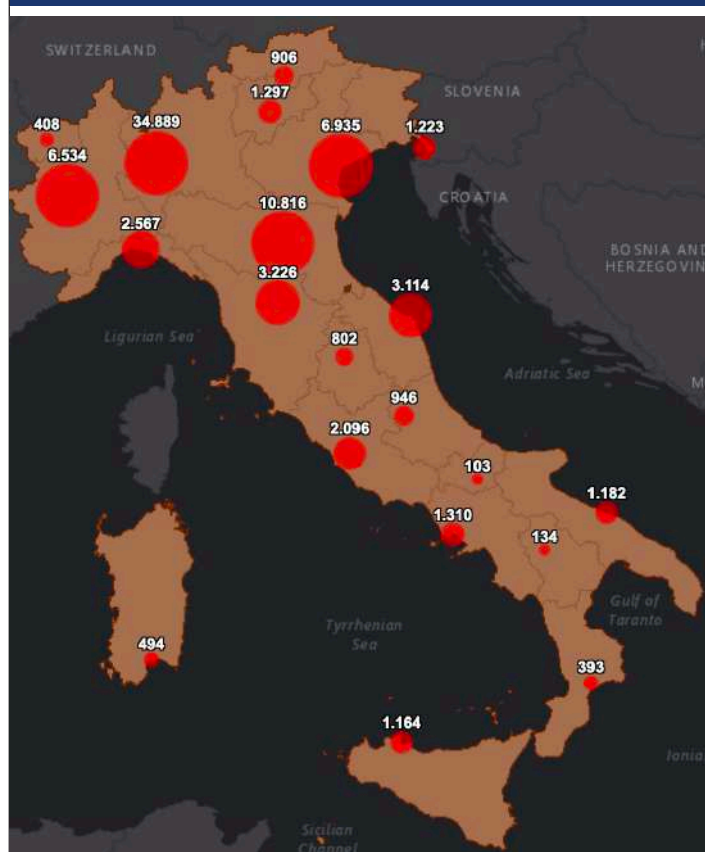 SWITZERLAND
906
SLOVENIA
1.297
408
34.889
6.935
1.223
6.534
CROATIA
10.816
2.567
BOSNIA AND
HERZEGOVIN
3.226
3.114
Ligurian Sea
802
Adriatic Sea
M
946
2.096
103
1.182
1.310
134
Gulf of
Taranto
Tyrrhenian
Sea
494
393
1.164
Ionia
Sicilian
Channel